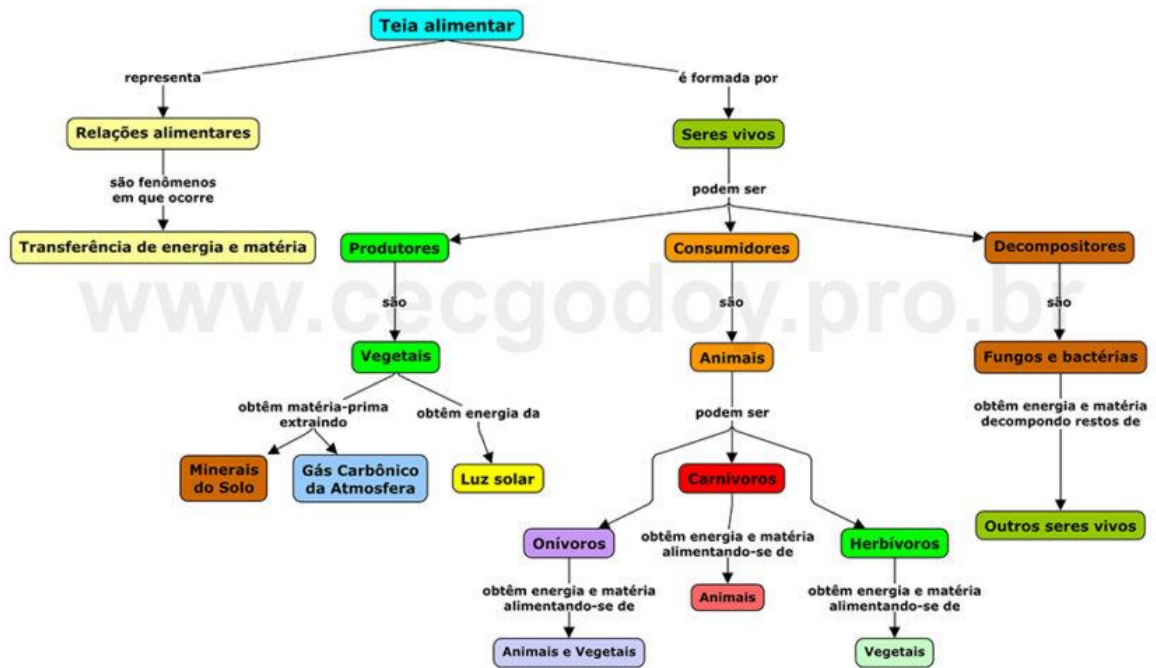 Teia alimentar
representa
é formada por
Relações alimentares
Seres vivos
são fenômenos
em que ocorre
podem ser
Transferência de energia e matéria
Produtores
Consumidores
Decompositores
www.cecgodoy.pro.br
são
são
são
Vegetais
Animais
Fungos e bactérias
obtêm matéria-prima
extraindo
obtêm energia da
podem ser
obtêm energia e matéria
decompondo restos de
Minerais
do Solo
Gás Carbônico
da Atmosfera
Luz solar
Carnívoros
Outros seres vivos
Onívoros
obtêm energia e matéria
alimentando-se de
Herbívoros
obtêm energia e matéria
alimentando-se de
Animais
obtêm energia e matéria
alimentando-se de
Animais e Vegetais
Vegetais